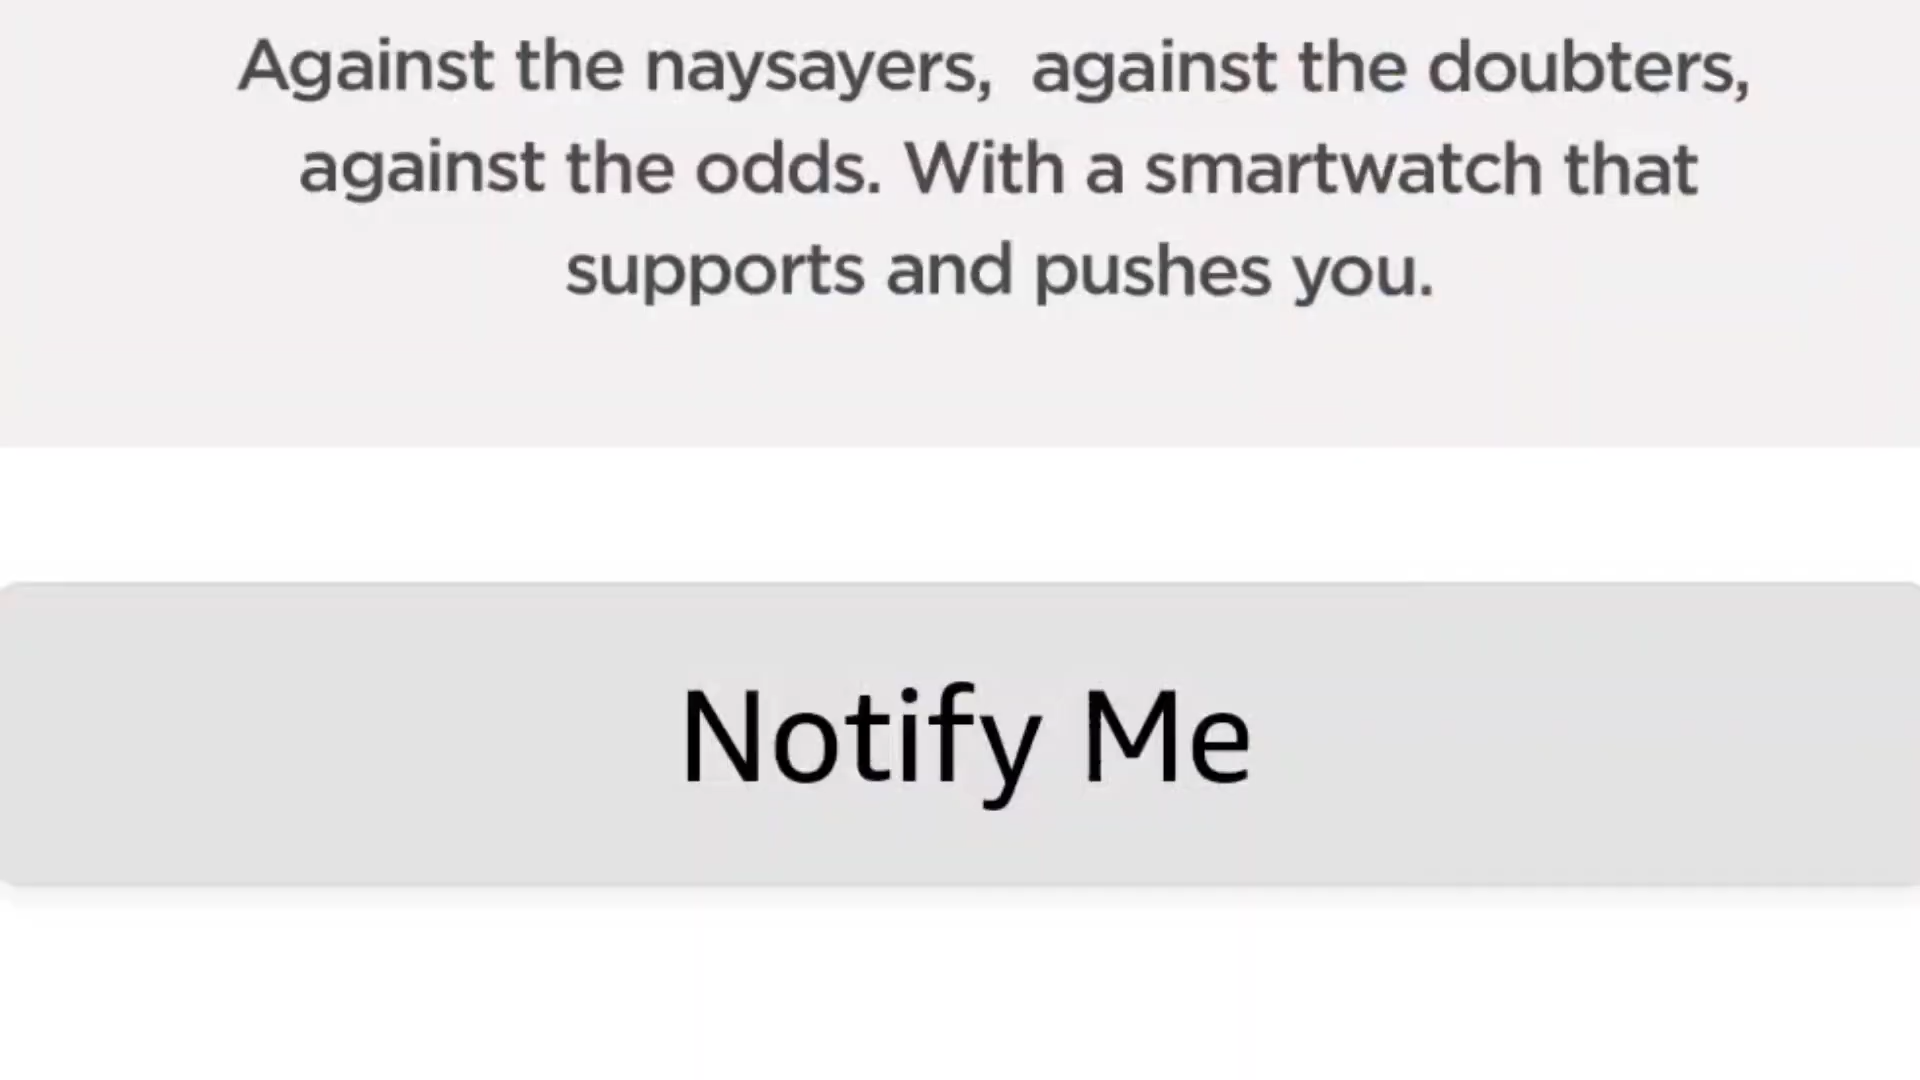 Against the naysayers,  against the doubters,
against the odds. With a smartwatch that
supports and pushes you.
Notify Me